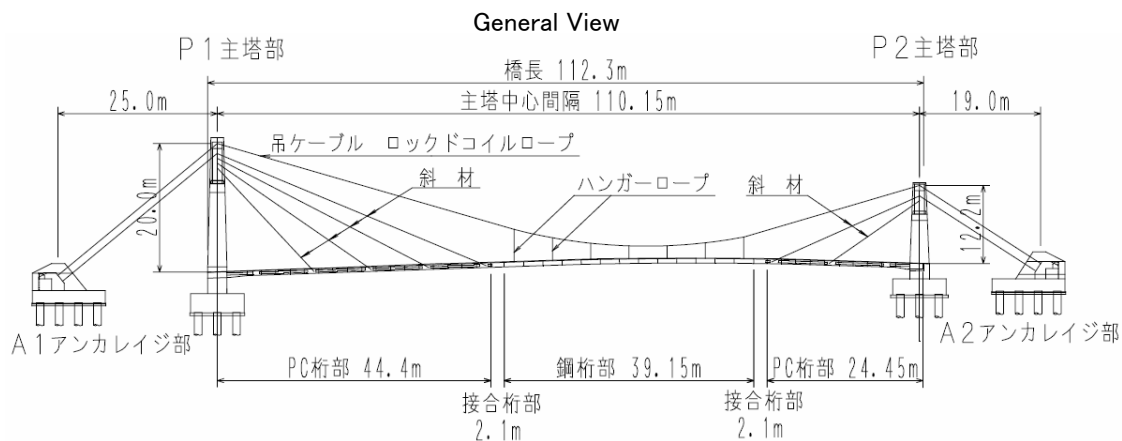 General View
P1主塔部
P2主塔部
橋長 112.3m
25.0m
主塔中心間隔 110.15m
19.0m
吊ケーブル ロックドコイルロープ
斜 材
ハンガーロープ
斜 材
20.0m
12.2m
A1アンカレイジ部
A2アンカレイジ部
PC桁部 44.4m
鋼桁部 39.15m
PC桁部 24.45m
接合桁部
2.1m
接合桁部
2.1m